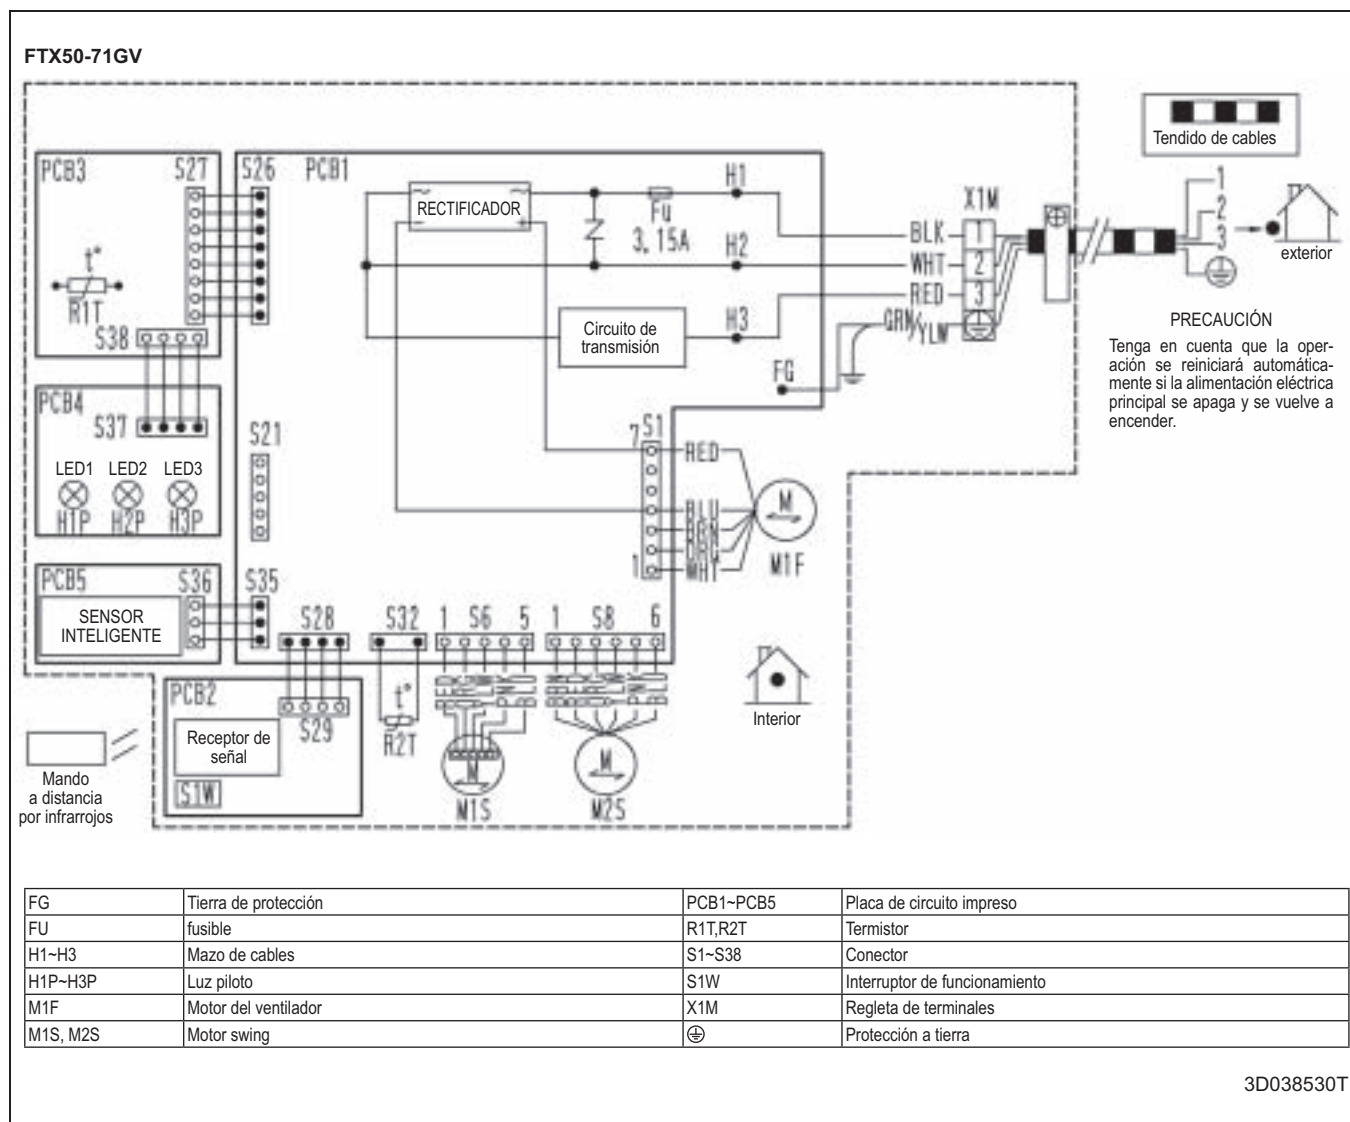 FTX50-71GV
Tendido de cables
PCB3
S27
S26
PCB1
RECTIFICADOR
Fu
3.15A
H1
H2
H3
X1M
BLK
1
WHT
2
RED
3
GRN/YLW
1
2
3
exterior
t°
R1T
S38
Circuito de
transmisión
FG
PRECAUCIÓN
Tenga en cuenta que la oper-
ación se reiniciará automática-
mente si la alimentación eléctrica
principal se apaga y se vuelve a
encender.
PCB4
S37
LED1 LED2 LED3
H1P H2P H3P
S21
7
S1
RED
BLU
BRN
ORG
WHT
1
M
M1F
PCB5
S36
S35
SENSOR
INTELIGENTE
S28
S32
1 S6 5
1 S8 6
PCB2
S29
Receptor de
señal
S1W
t°
R2T
M
M1S
M
M2S
Interior
Mando
a distancia
por infrarrojos
FG Tierra de protección PCB1~PCB5 Placa de circuito impreso
FU fusible R1T,R2T Termistor
H1~H3 Mazo de cables S1~S38 Conector
H1P~H3P Luz piloto S1W Interruptor de funcionamiento
M1F Motor del ventilador X1M Regleta de terminales
M1S, M2S Motor swing Protección a tierra
3D038530T